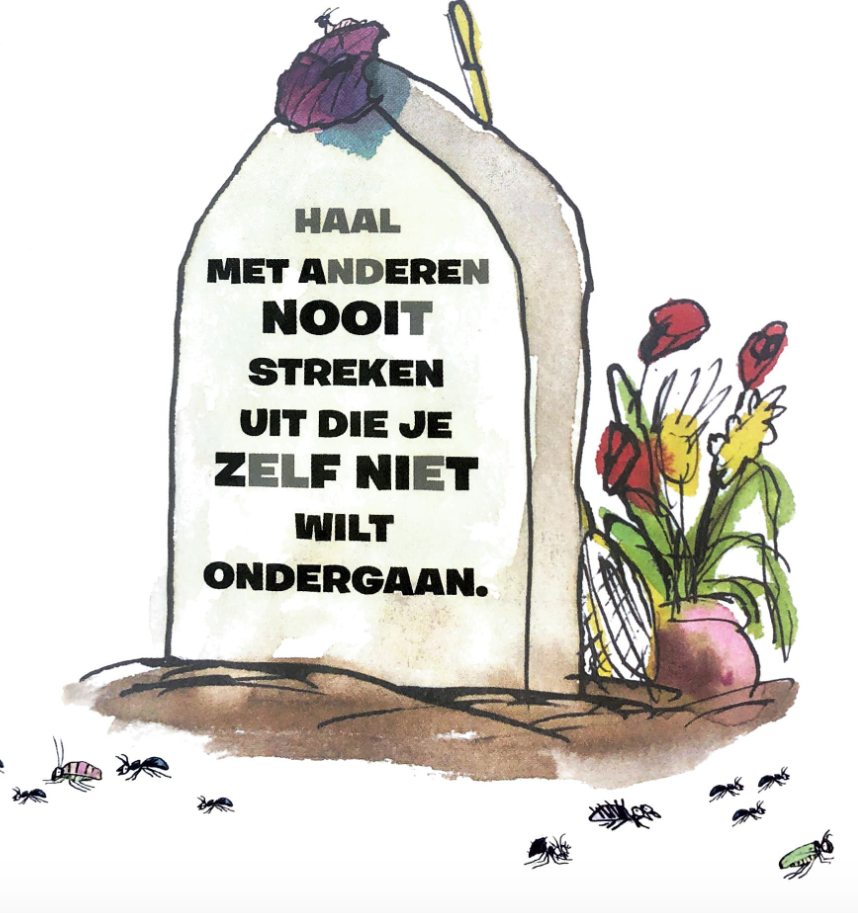 HAAL
MET ANDEREN
NOOIT
STREKEN
UIT DIE JE
ZELF NIET
WILT
ONDERGAAN.